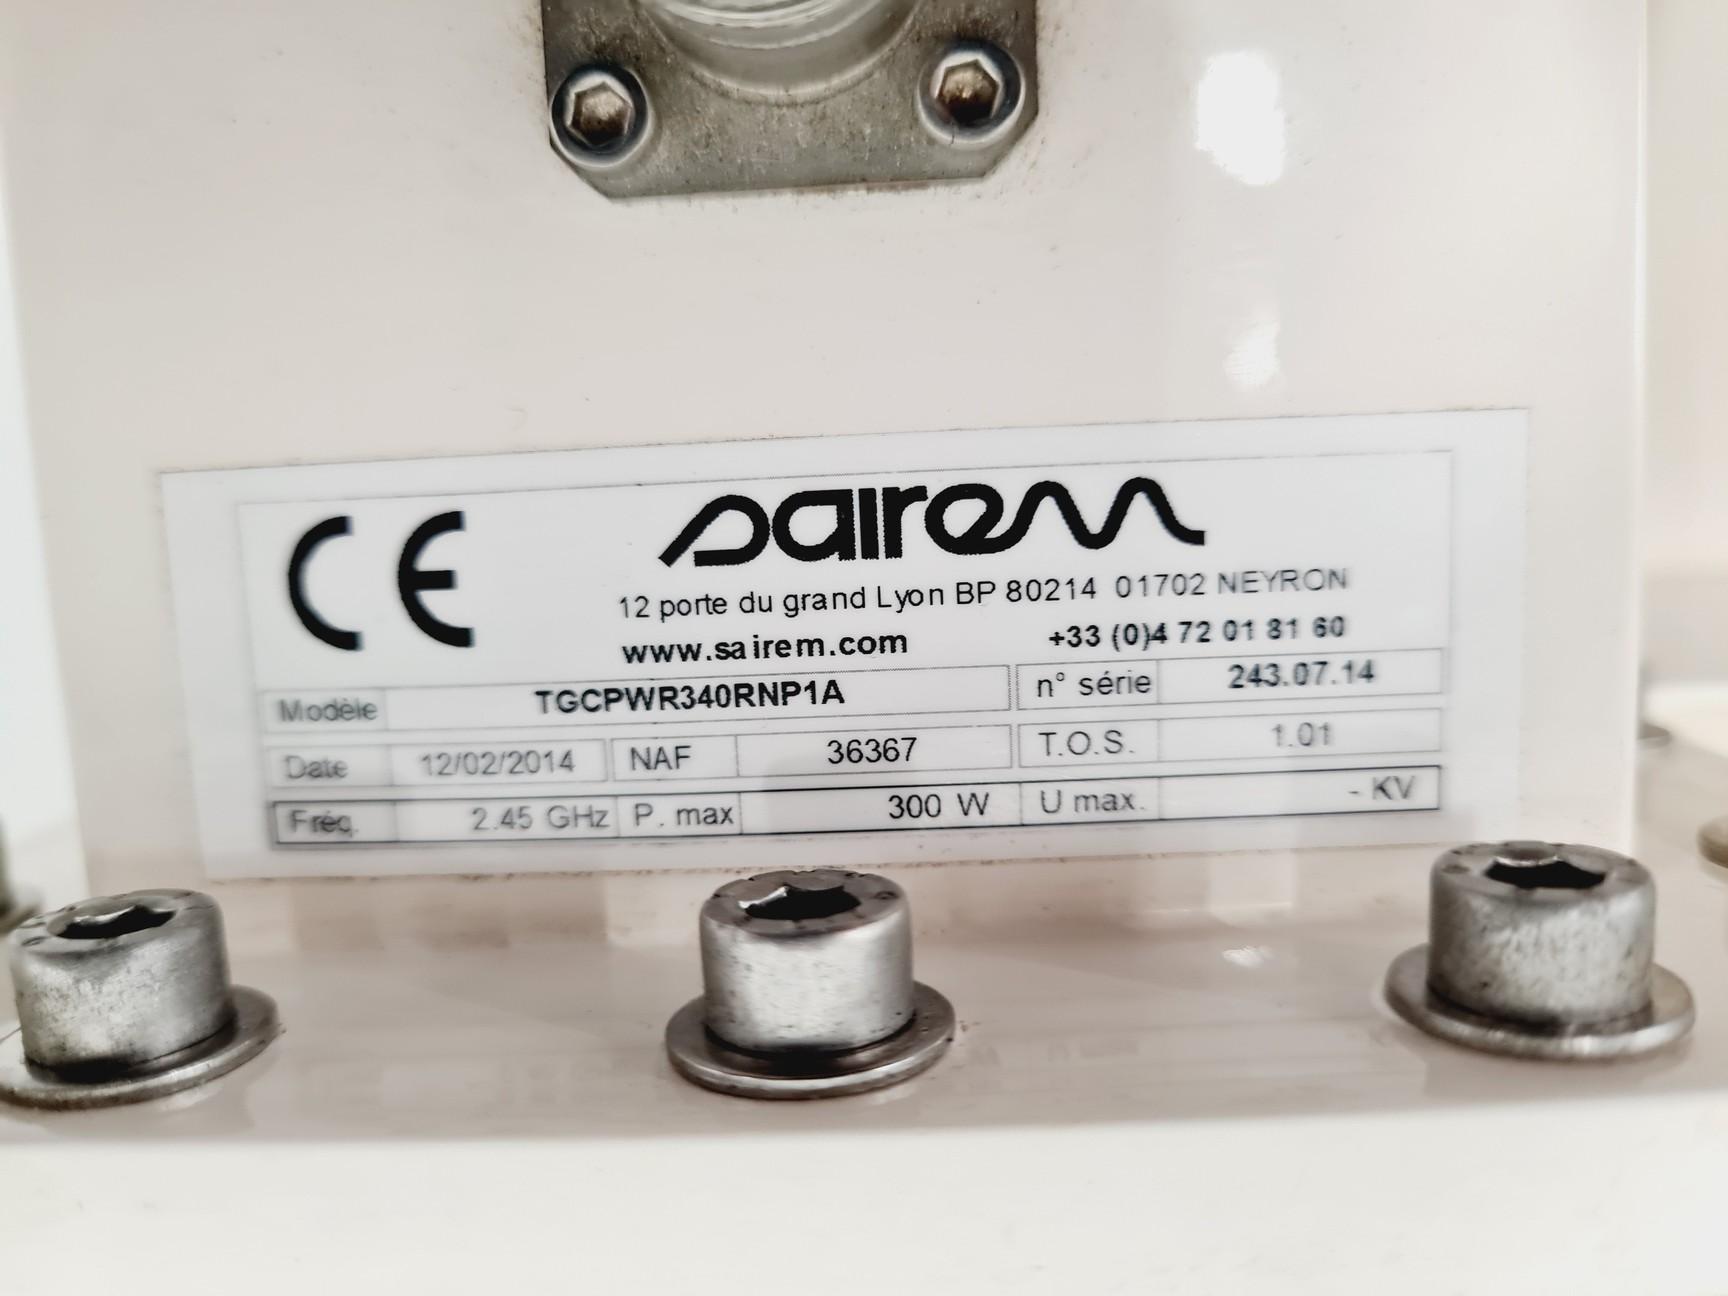 CE
sairem
12 porte du grand Lyon BP 80214 01702 NEYRON
www.sairem.com +33 (0)4 72 01 81 60
Modèle TGCPWR340RNP1A n° série 243.07.14
Date 12/02/2014 NAF 36367 T.O.S. 1.01
Fréq. 2.45 GHz P. max 300 W U max. - KV